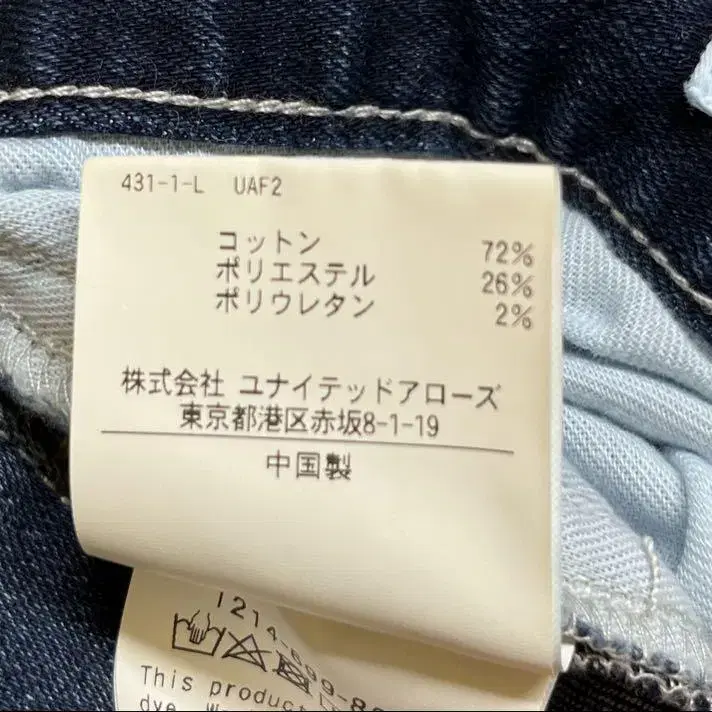 431-1-L UAF2
コットン 72%
ポリエステル 26%
ポリウレタン 2%
株式会社 ユナイテッドアローズ
東京都港区赤坂8-1-19
中国製
This product
dye.